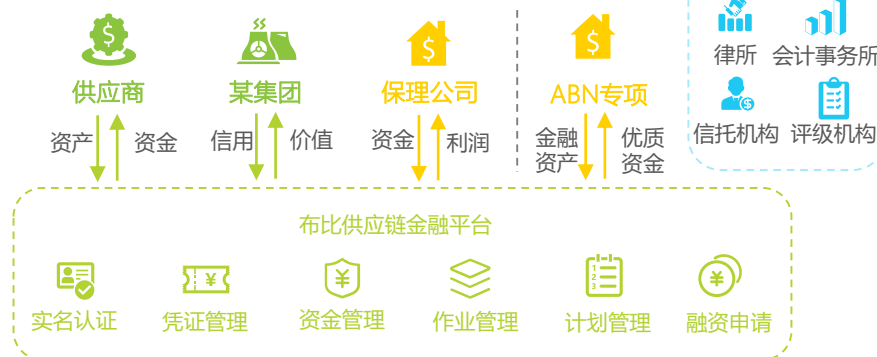 律所 会计事务所
供应商 某集团 保理公司 ABN专项
信托机构 评级机构
资产 资金 信用 价值 资金 利润 金融资产 优质资金
布比供应链金融平台
实名认证 凭证管理 资金管理 作业管理 计划管理 融资申请